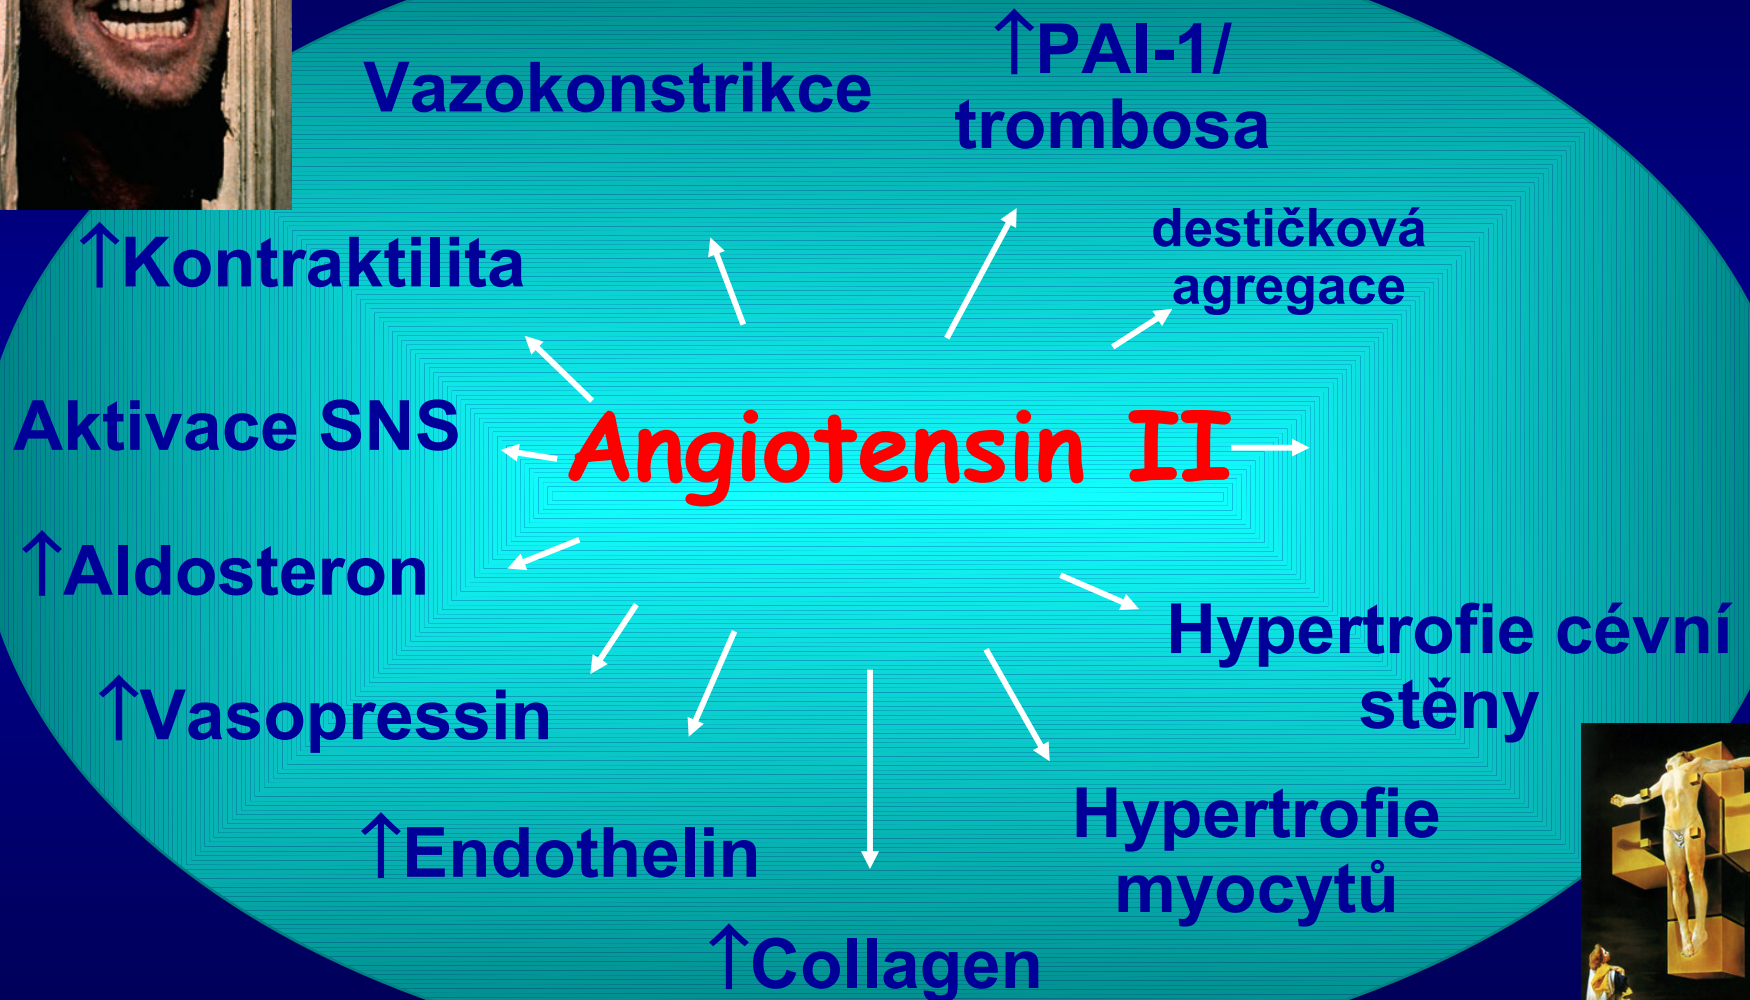 ↑PAI-1/
trombosa
Vazokonstrikce
destičková
agregace
↑Kontraktilita
Aktivace SNS
Angiotensin II
↑Aldosteron
Hypertrofie cévní
stěny
↑Vasopressin
Hypertrofie
myocytů
↑Endothelin
↑Collagen